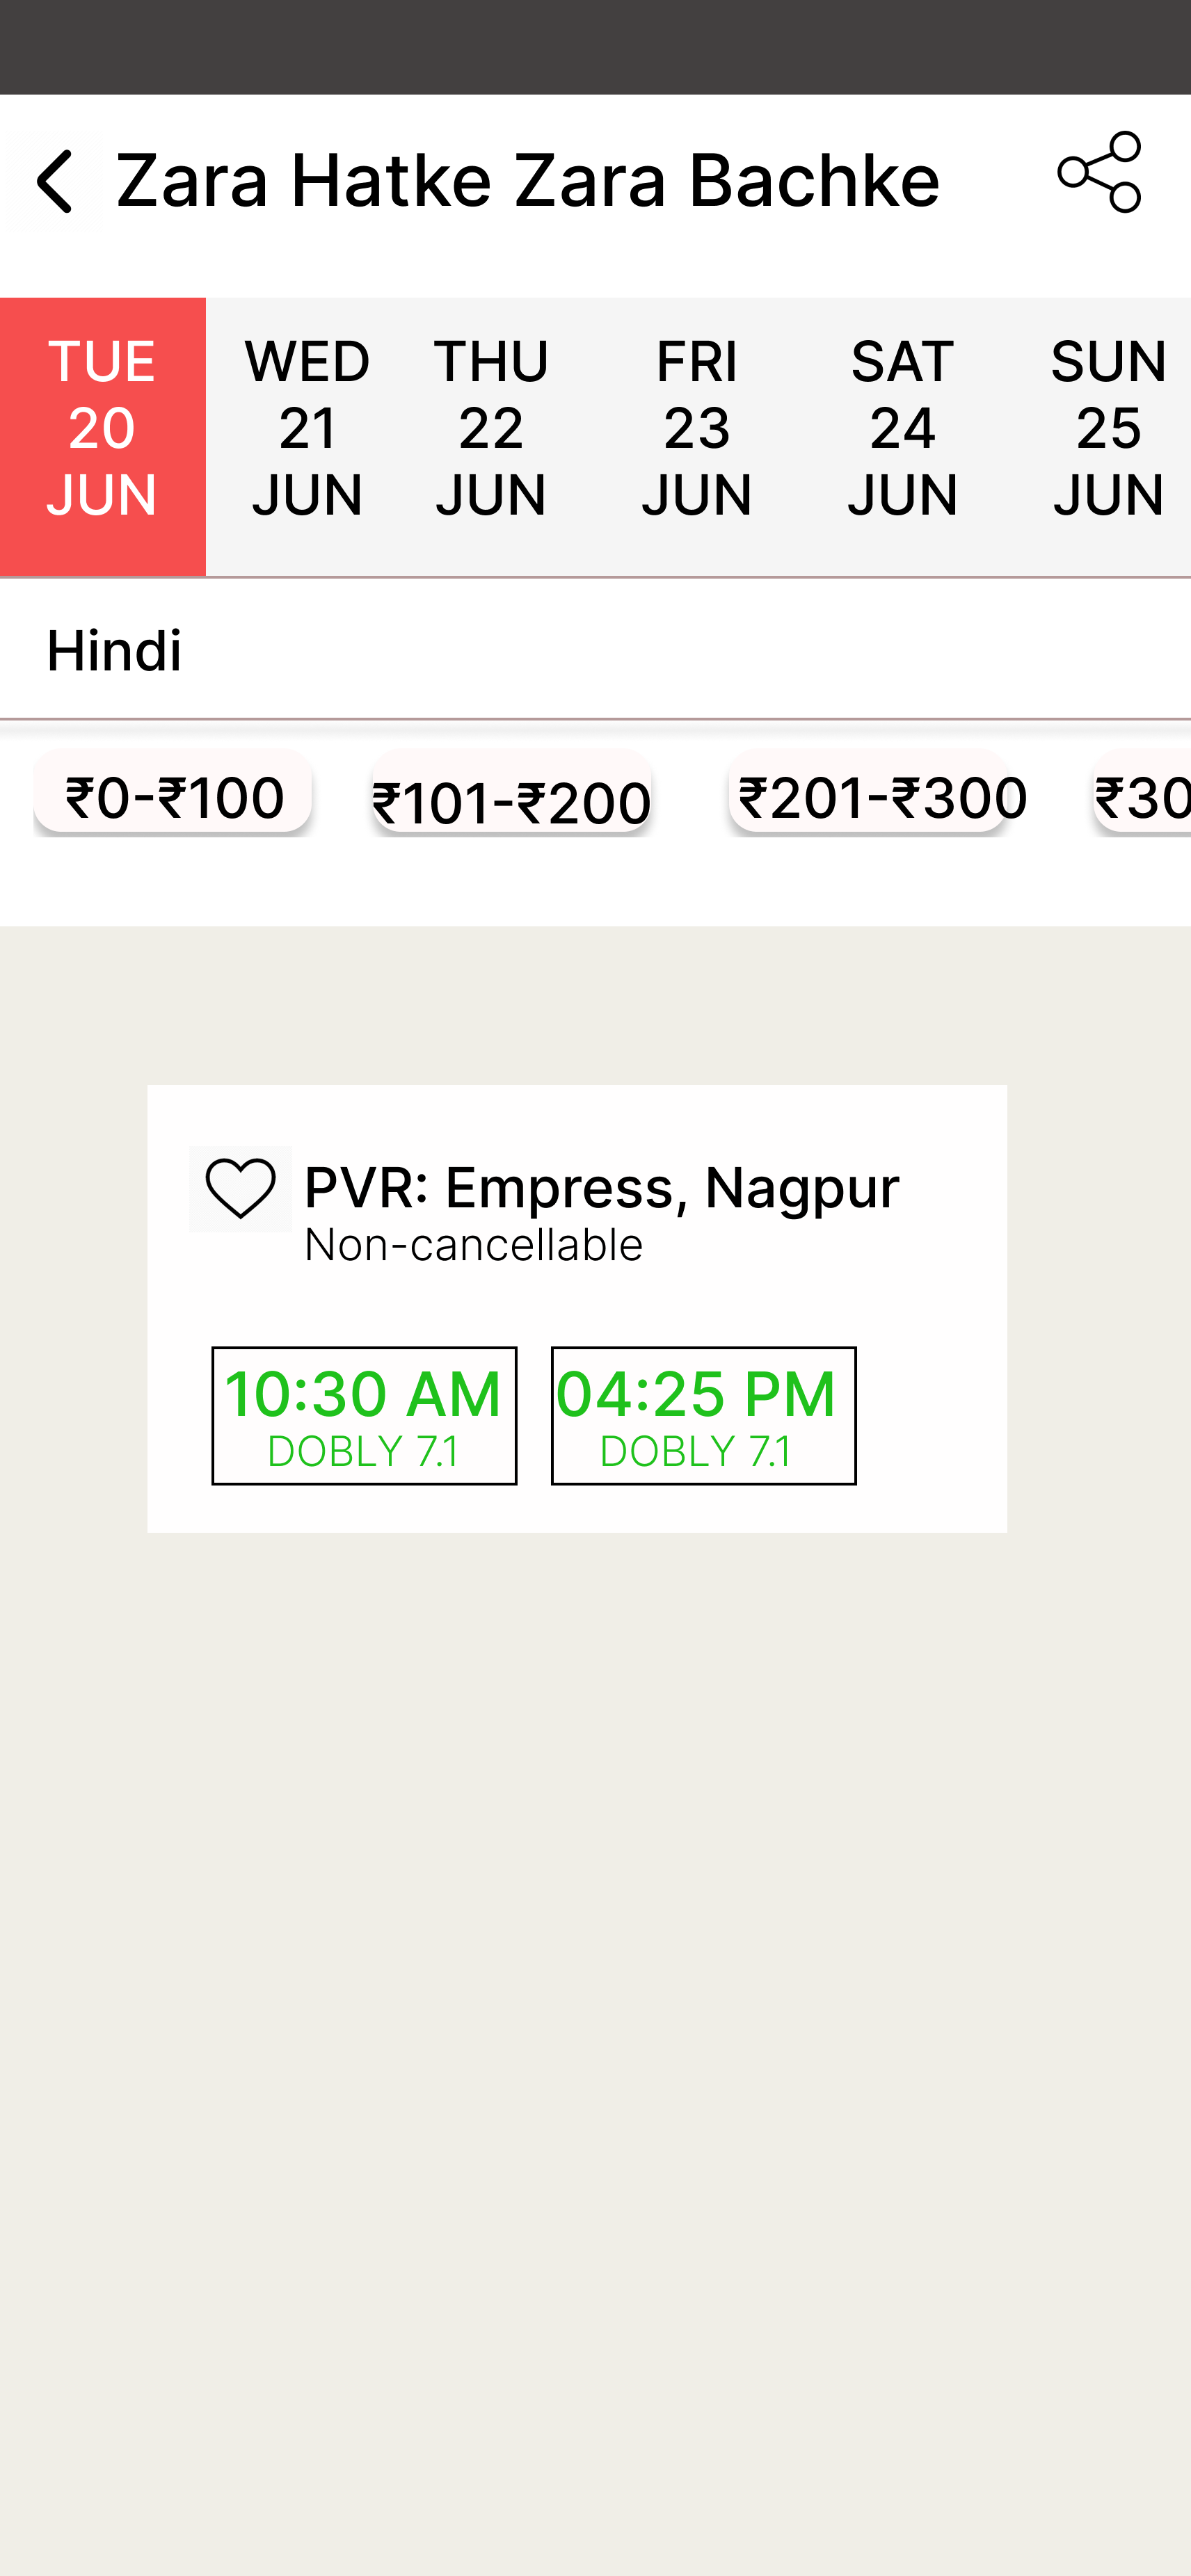 Zara Hatke Zara Bachke
TUE WED THU FRI SAT SUN
20 21 22 23 24 25
JUN JUN JUN JUN JUN JUN
Hindi
₹0-₹100 ₹101-₹200 ₹201-₹300 ₹30
PVR: Empress, Nagpur
Non-cancellable
10:30 AM 04:25 PM
DOBLY 7.1 DOBLY 7.1